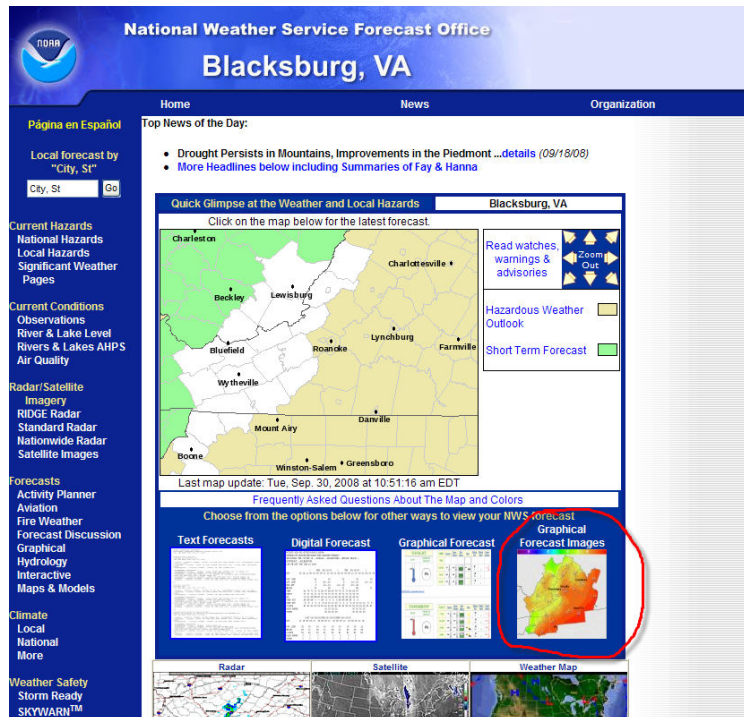 NOAA
National Weather Service Forecast Office
Blacksburg, VA
Home
News
Organization
Página en Español
Local forecast by
"City, St"
City, St
Go
Current Hazards
National Hazards
Local Hazards
Significant Weather
Pages
Current Conditions
Observations
River & Lake Level
Rivers & Lakes AHPS
Air Quality
Radar/Satellite
Imagery
RIDGE Radar
Standard Radar
Nationwide Radar
Satellite Images
Forecasts
Activity Planner
Aviation
Fire Weather
Forecast Discussion
Graphical
Hydrology
Interactive
Maps & Models
Climate
Local
National
More
Weather Safety
Storm Ready
SKYWARN™
Top News of the Day:
• Drought Persists in Mountains, Improvements in the Piedmont ...details (09/18/08)
• More Headlines below including Summaries of Fay & Hanna
Quick Glimpse at the Weather and Local Hazards
Blacksburg, VA
Click on the map below for the latest forecast.
Charleston
Charlottesville
Beckley
Lewisburg
Bluefield
Roanoke
Lynchburg
Farmville
Wytheville
Danville
Mount Airy
Boone
Winston-Salem
Greensboro
Read watches,
warnings &
advisories
Zoom
Out
Hazardous Weather
Outlook
Short Term Forecast
Last map update: Tue, Sep. 30, 2008 at 10:51:16 am EDT
Frequently Asked Questions About The Map and Colors
Choose from the options below for other ways to view your NWS forecast
Text Forecasts
Digital Forecast
Graphical Forecast
Graphical
Forecast Images
Radar
Satellite
Weather Map